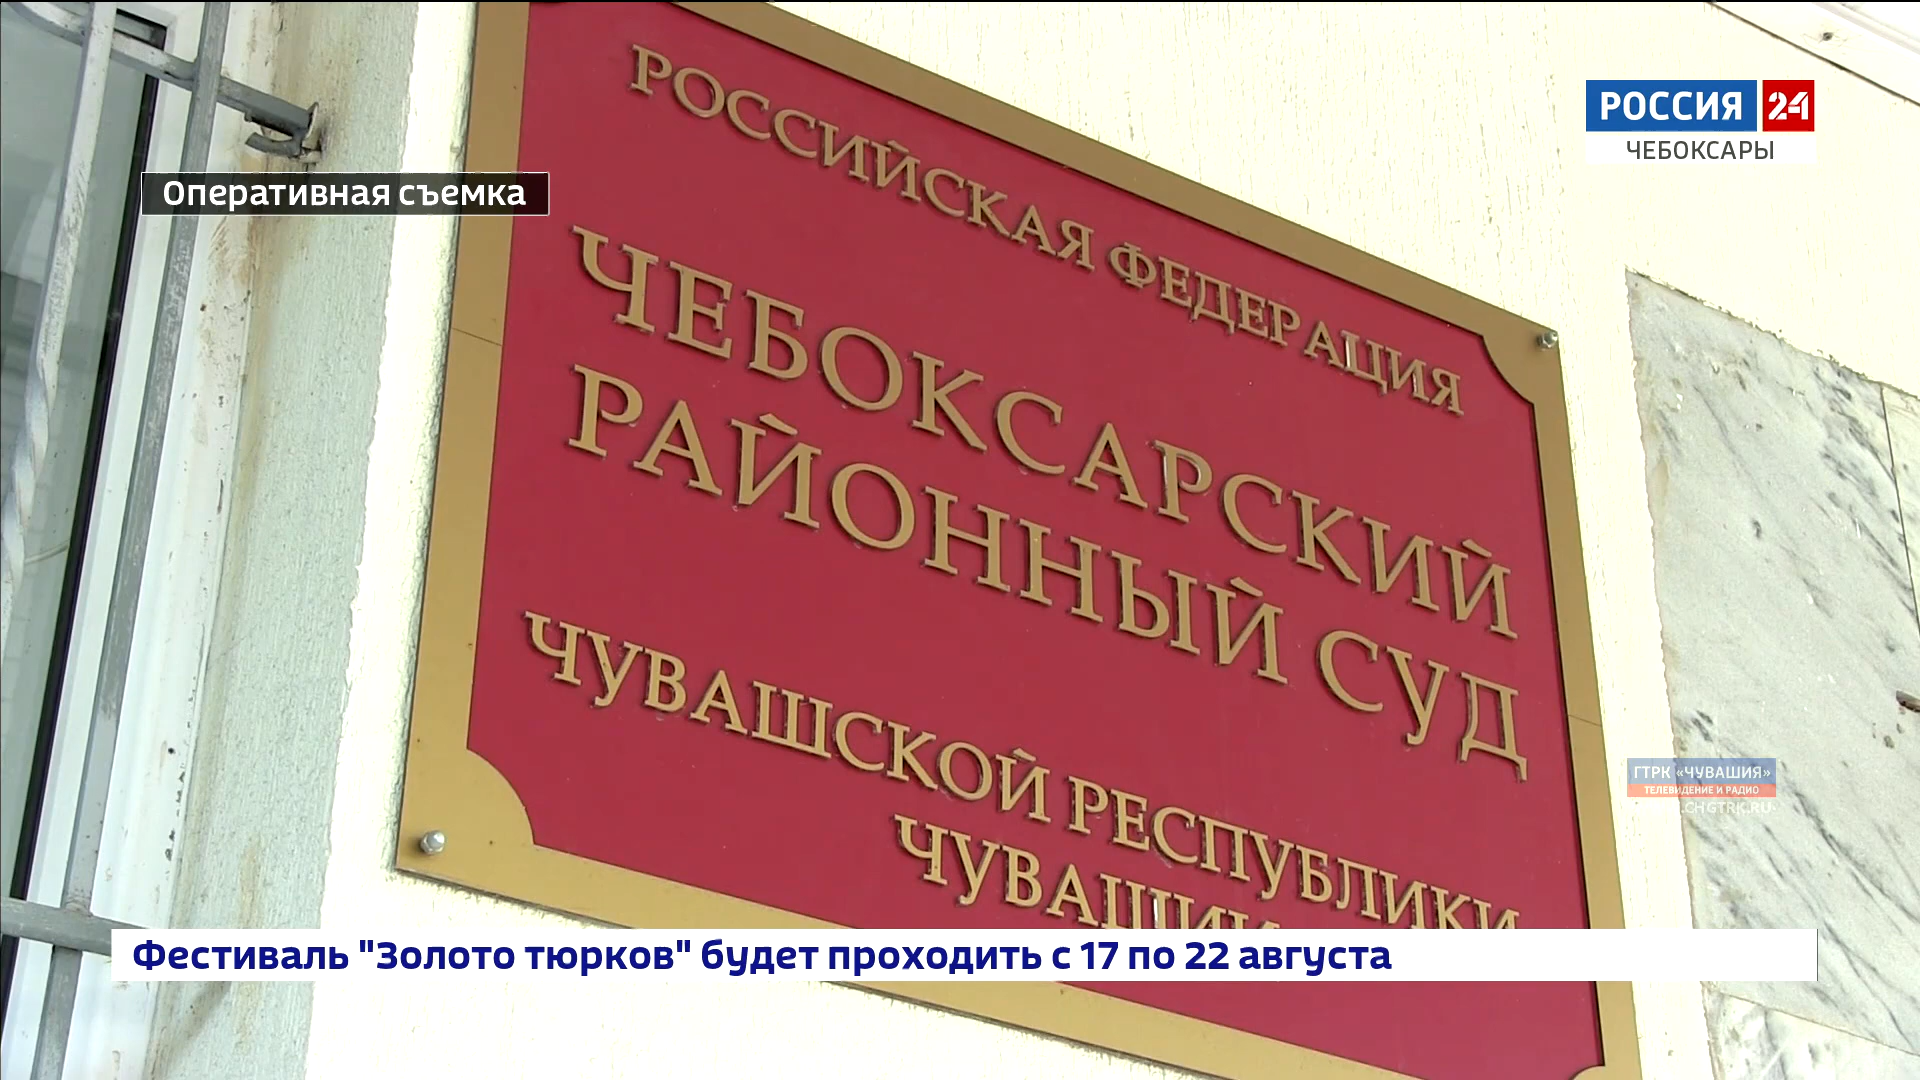 РОССИЯ 24
ЧЕБОКСАРЫ
Оперативная съемка
РОССИЙСКАЯ ФЕДЕРАЦИЯ
ЧЕБОКСАРСКИЙ
РАЙОННЫЙ СУД
ЧУВАШСКОЙ РЕСПУБЛИКИ
ЧУВАШИИ
ГТРК «ЧУВАШИЯ»
ТЕЛЕВИДЕНИЕ И РАДИО
CHGTRK.RU
Фестиваль "Золото тюрков" будет проходить с 17 по 22 августа